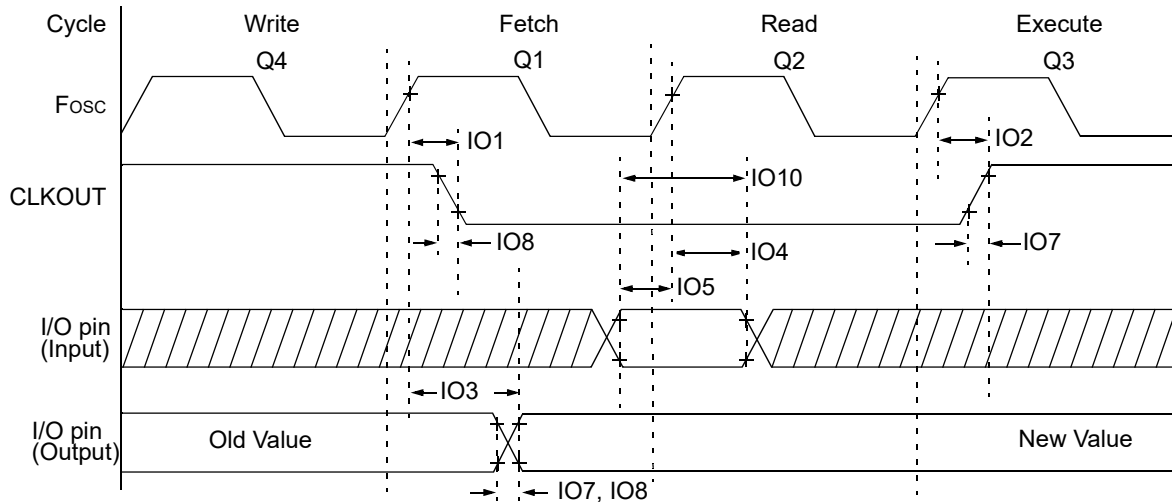 Cycle Write Fetch Read Execute
Q4 Q1 Q2 Q3
Fosc
IO1 IO2
CLKOUT IO10
IO8 IO4 IO7
IO5
I/O pin
(Input)
IO3
I/O pin
(Output)
Old Value New Value
IO7, IO8